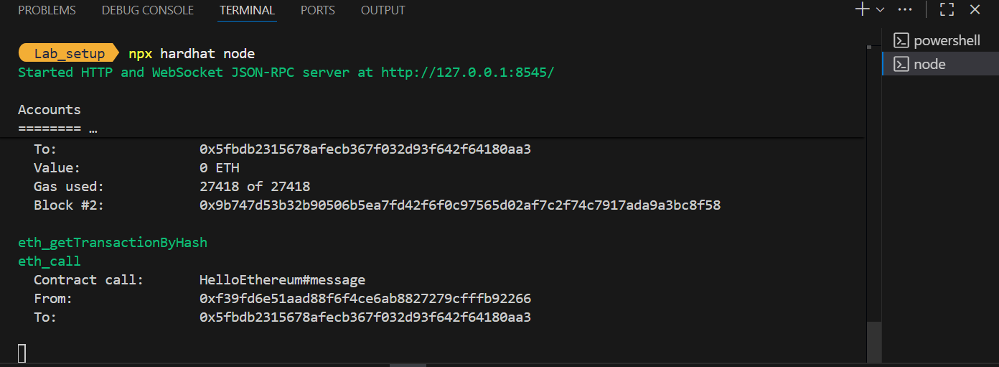 PROBLEMS DEBUG CONSOLE TERMINAL PORTS OUTPUT
Lab_setup npx hardhat node
Started HTTP and WebSocket JSON-RPC server at http://127.0.0.1:8545/
Accounts
======== …
To: 0x5fbdb2315678afecb367f032d93f642f64180aa3
Value: 0 ETH
Gas used: 27418 of 27418
Block #2: 0x9b747d53b32b90506b5ea7fd42f6f0c97565d02af7c2f74c7917ada9a3bc8f58
eth_getTransactionByHash
eth_call
Contract call: HelloEthereum#message
From: 0xf39fd6e51aad88f6f4ce6ab8827279cfffb92266
To: 0x5fbdb2315678afecb367f032d93f642f64180aa3
powershell
node